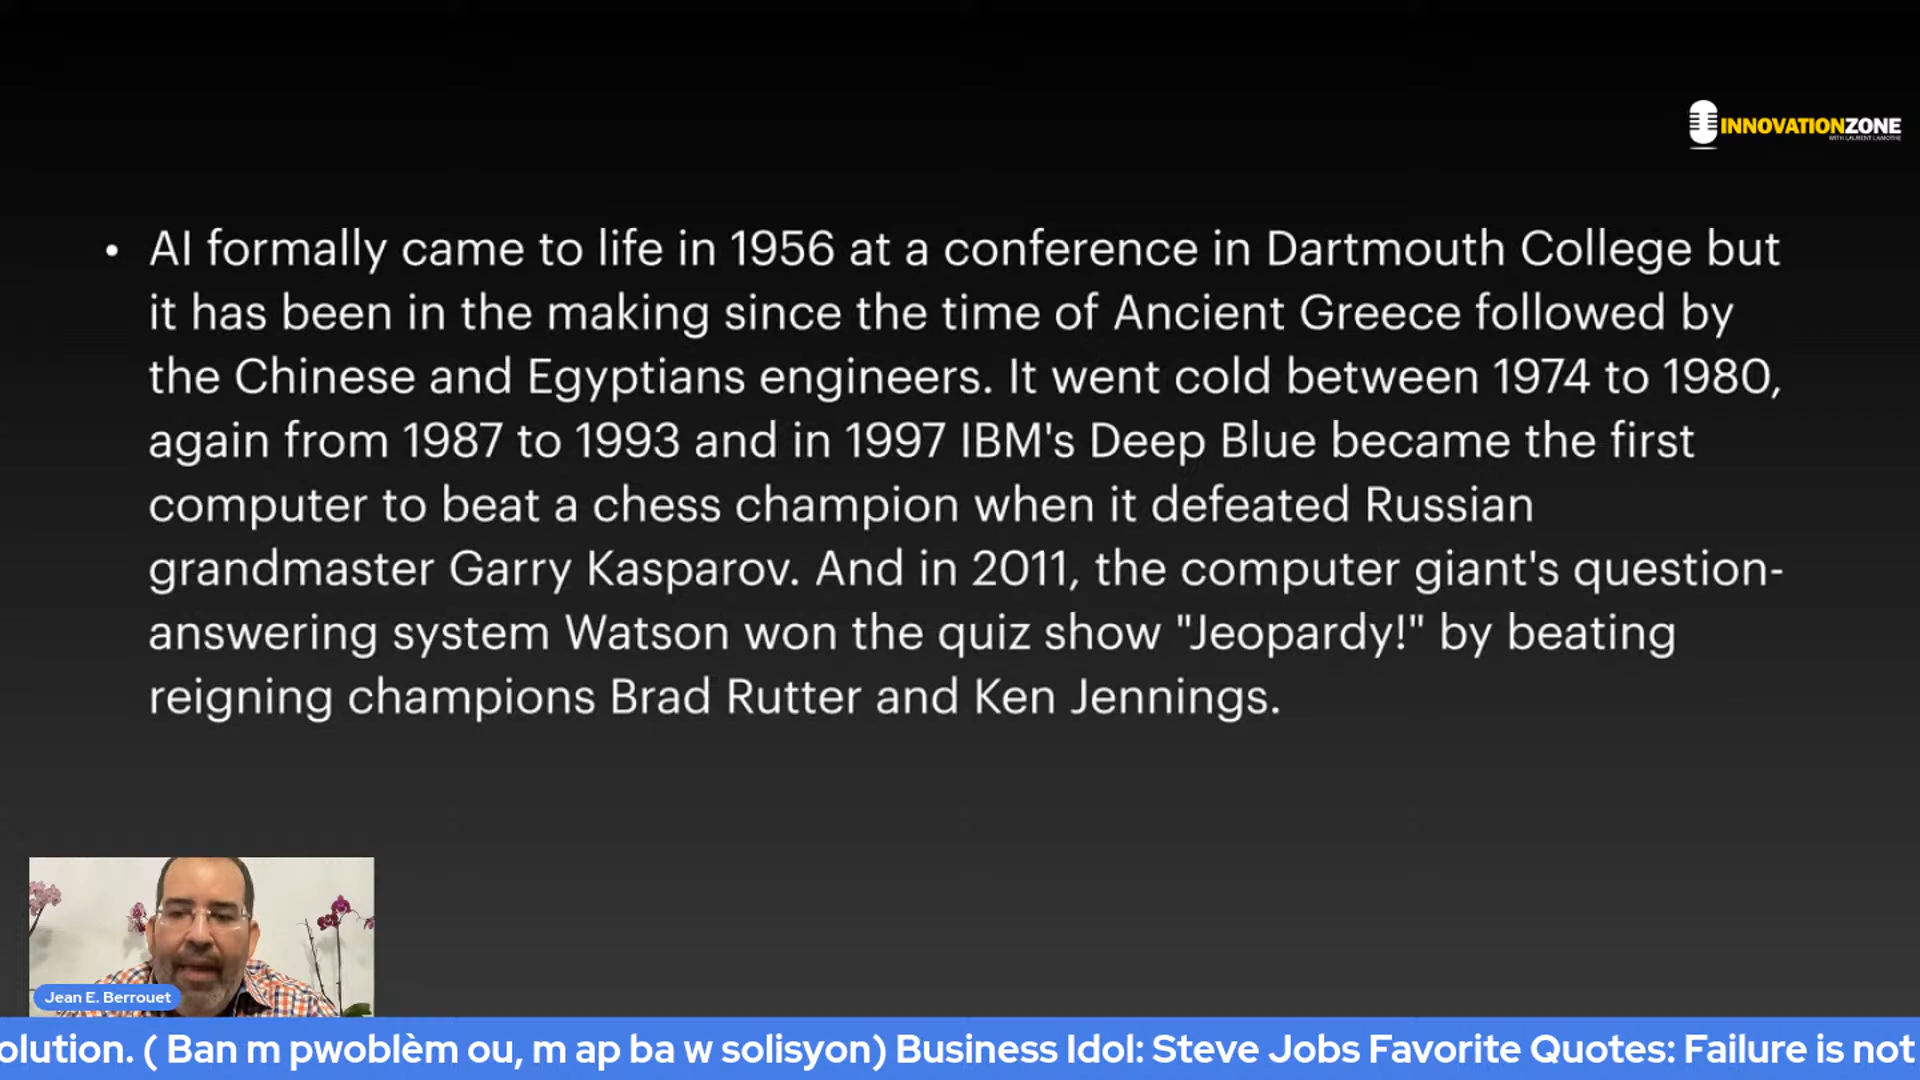 INNOVATIONZONE
WITH LAURENT LAMOTHE
• AI formally came to life in 1956 at a conference in Dartmouth College but
it has been in the making since the time of Ancient Greece followed by
the Chinese and Egyptians engineers. It went cold between 1974 to 1980,
again from 1987 to 1993 and in 1997 IBM's Deep Blue became the first
computer to beat a chess champion when it defeated Russian
grandmaster Garry Kasparov. And in 2011, the computer giant's question-
answering system Watson won the quiz show "Jeopardy!" by beating
reigning champions Brad Rutter and Ken Jennings.
Jean E. Berrouet
olution. ( Ban m pwoblèm ou, m ap ba w solisyon) Business Idol: Steve Jobs Favorite Quotes: Failure is not